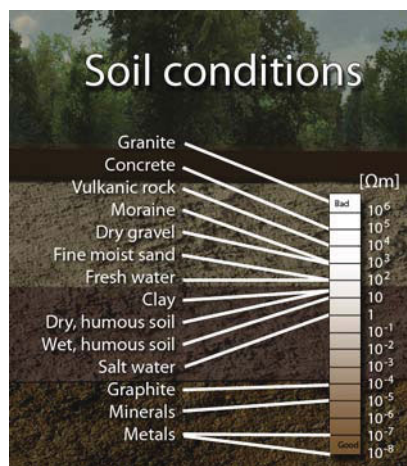 Soil conditions
Granite
Concrete
Vulkanic rock
Moraine
Dry gravel
Fine moist sand
Fresh water
Clay
Dry, humous soil
Wet, humous soil
Salt water
Graphite
Minerals
Metals
[Ωm]
Bad
10⁶
10⁵
10⁴
10³
10²
10
1
10⁻¹
10⁻²
10⁻³
10⁻⁴
10⁻⁵
10⁻⁶
10⁻⁷
Good
10⁻⁸